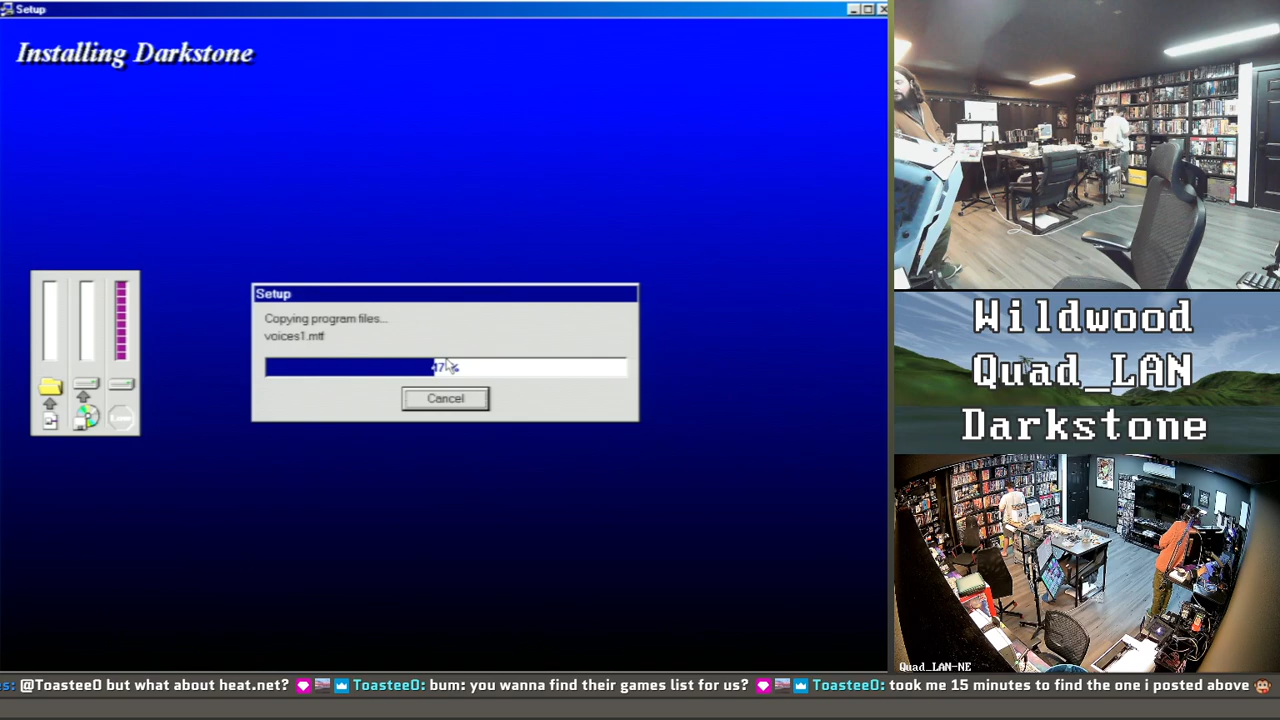 Setup
Installing Darkstone
Setup
Copying program files...
voices1.mtf
47%
Cancel
Wildwood
Quad_LAN
Darkstone
Quad_LAN-NE
es: @ToasteeO but what about heat.net? ToasteeO: bum: you wanna find their games list for us? ToasteeO: took me 15 minutes to find the one i posted above